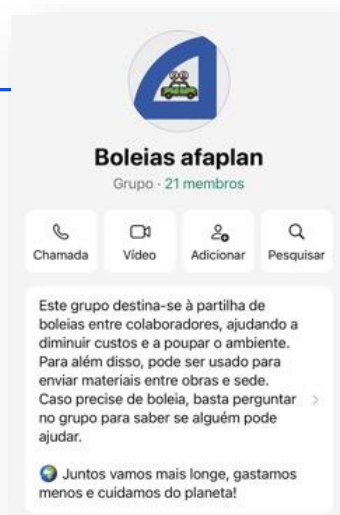 Boleias afaplan
Grupo · 21 membros
Chamada
Vídeo
Adicionar
Pesquisar
Este grupo destina-se à partilha de
boleias entre colaboradores, ajudando a
diminuir custos e a poupar o ambiente.
Para além disso, pode ser usado para
enviar materiais entre obras e sede.
Caso precise de boleia, basta perguntar
no grupo para saber se alguém pode
ajudar.
🌍 Juntos vamos mais longe, gastamos
menos e cuidamos do planeta!